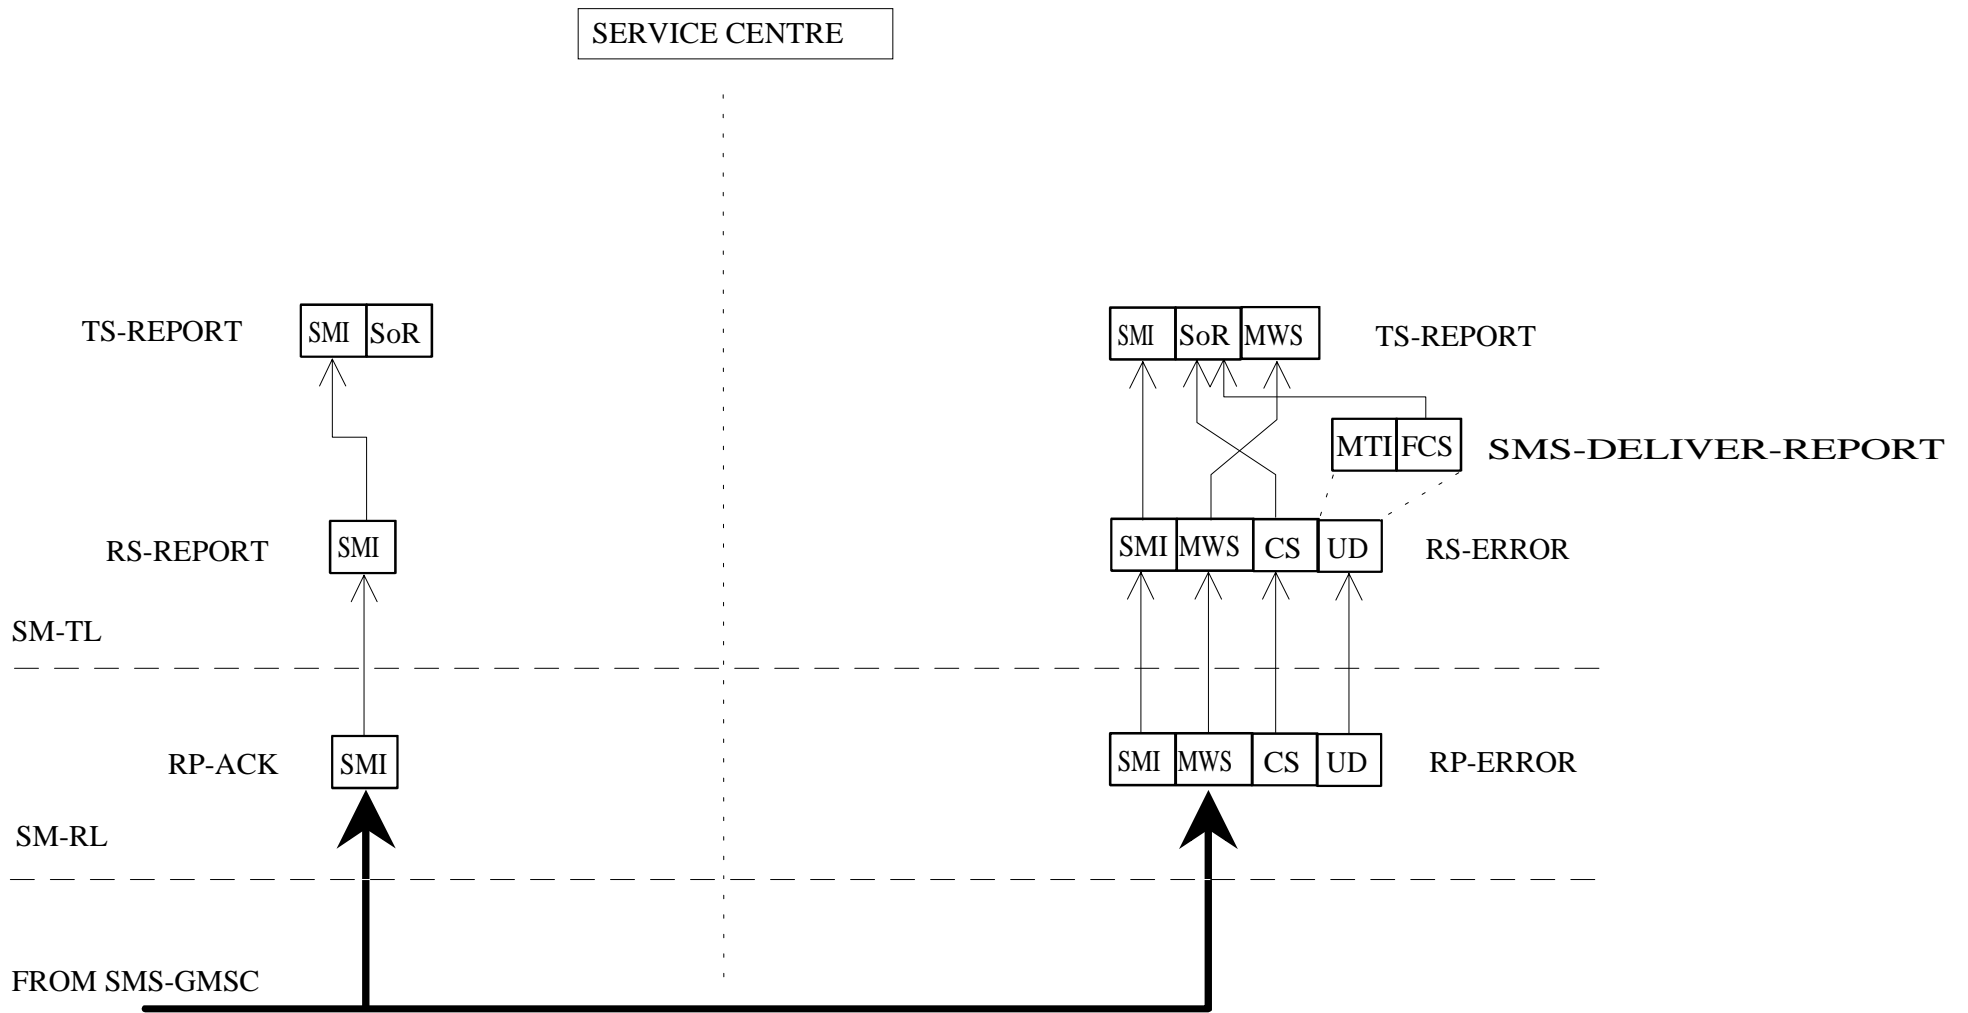 SERVICE CENTRE
TS-REPORT SMI SoR SMI SoR MWS TS-REPORT
MTI FCS SMS-DELIVER-REPORT
RS-REPORT SMI SMI MWS CS UD RS-ERROR
SM-TL
RP-ACK SMI SMI MWS CS UD RP-ERROR
SM-RL
FROM SMS-GMSC